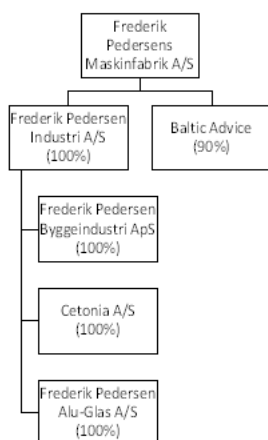 Frederik
Pedersens
Maskinfabrik A/S
Frederik Pedersen
Industri A/S
(100%)
Baltic Advice
(90%)
Frederik Pedersen
Byggeindustri ApS
(100%)
Cetonia A/S
(100%)
Frederik Pedersen
Alu-Glas A/S
(100%)